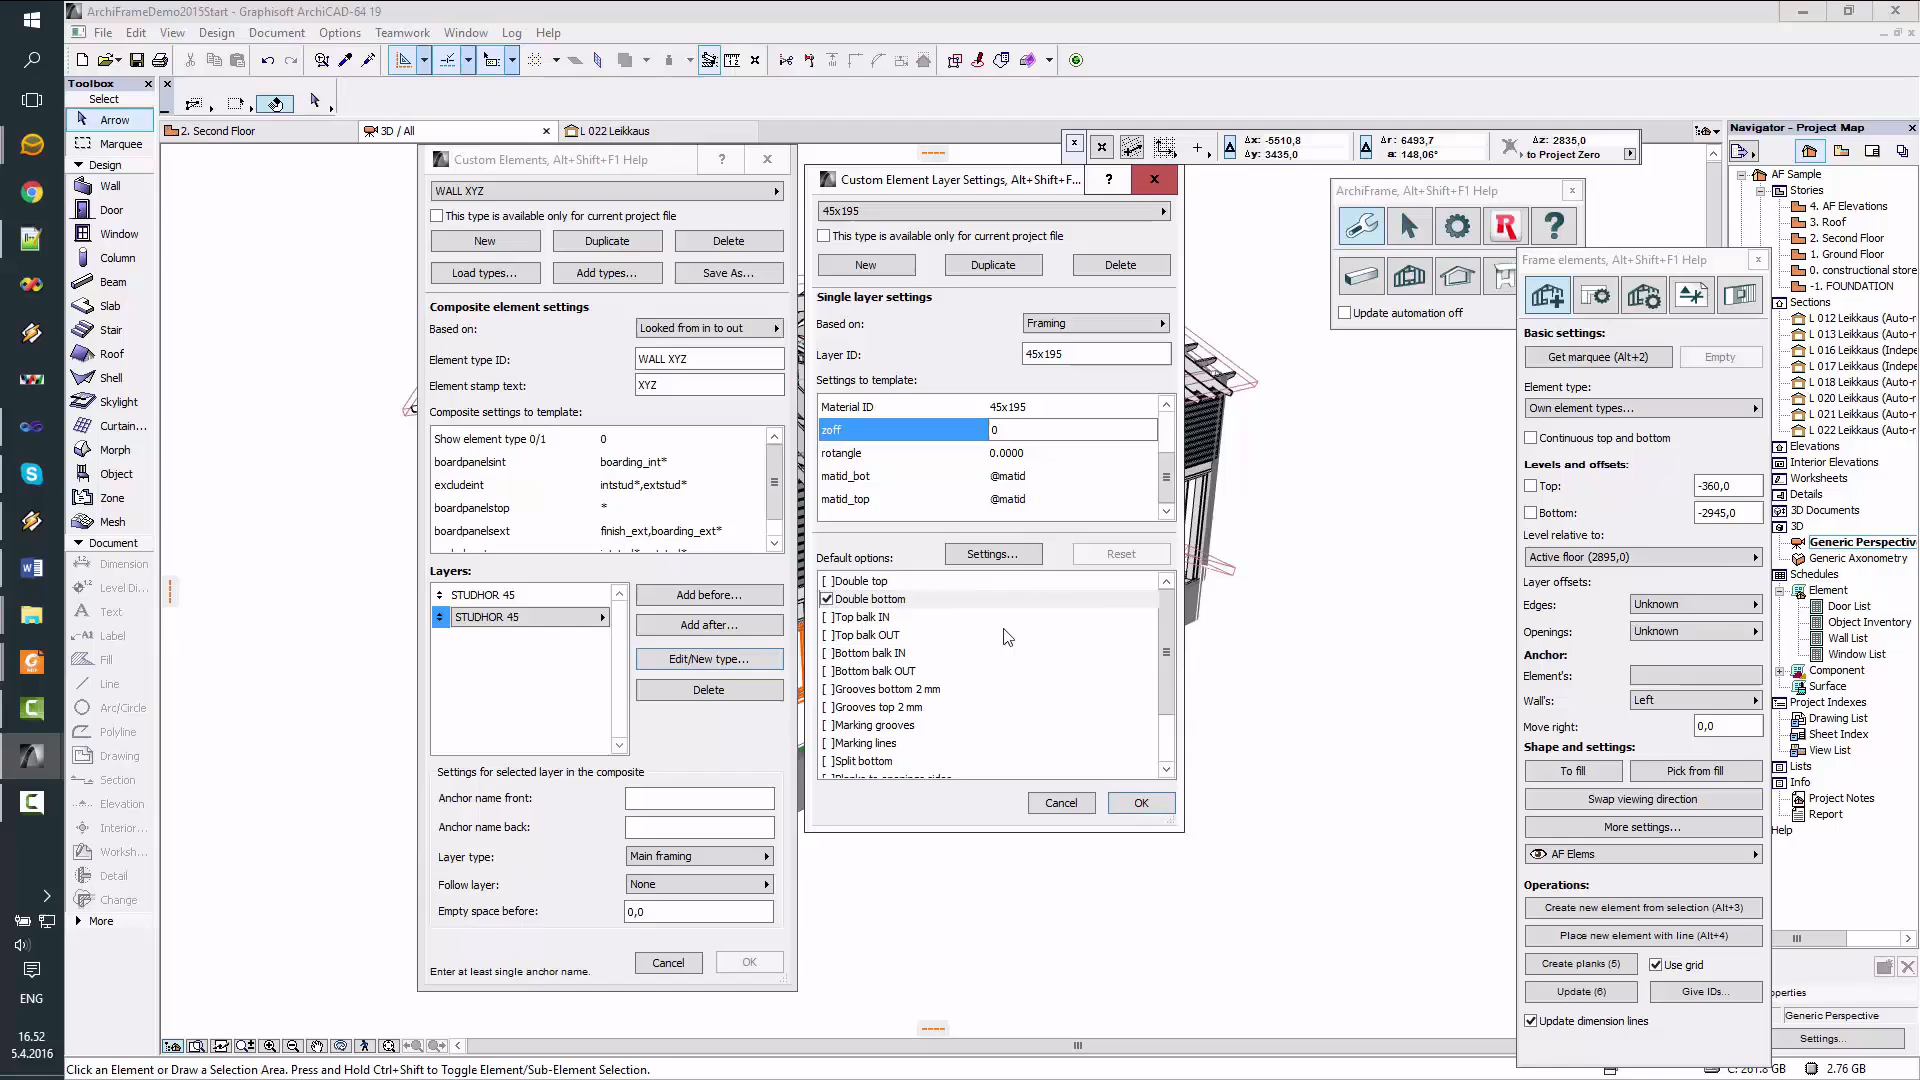 ArchiFrameDemo2015Start - Graphisoft ArchiCAD-64 19
File Edit View Design Document Options Teamwork Window Log Help
Toolbox
Select
Arrow
Marquee
Design
Wall
Door
Window
Column
Beam
Slab
Stair
Roof
Shell
Skylight
Curtain...
Morph
Object
Zone
Mesh
Document
Dimension
Level Di...
Text
Label
Fill
Line
Arc/Circle
Polyline
Drawing
Section
Elevation
Interior...
Worksh...
Detail
Change
More
ENG
16.52
5.4.2016
2. Second Floor
3D / All
L 022 Leikkaus
Δx: -5510,8
Δy: 3435,0
Δr: 6493,7
a: 148,06°
Δz: 2835,0
to Project Zero
Custom Elements, Alt+Shift+F1 Help
WALL XYZ
This type is available only for current project file
New Duplicate Delete
Load types... Add types... Save As...
Composite element settings
Based on: Looked from in to out
Element type ID: WALL XYZ
Element stamp text: XYZ
Composite settings to template:
Show element type 0/1 0
boardpanelsint boarding_int*
excludeint intstud*,extstud*
boardpanelstop *
boardpanelsext finish_ext,boarding_ext*
Layers:
STUDHOR 45
STUDHOR 45
Add before...
Add after...
Edit/New type...
Delete
Settings for selected layer in the composite
Anchor name front:
Anchor name back:
Layer type: Main framing
Follow layer: None
Empty space before: 0,0
Enter at least single anchor name.
Cancel OK
Custom Element Layer Settings, Alt+Shift+F...
45x195
This type is available only for current project file
New Duplicate Delete
Single layer settings
Based on: Framing
Layer ID: 45x195
Settings to template:
Material ID 45x195
zoff 0
rotangle 0.0000
matid_bot @matid
matid_top @matid
Default options: Settings... Reset
[ ]Double top
Double bottom
[ ]Top balk IN
[ ]Top balk OUT
[ ]Bottom balk IN
[ ]Bottom balk OUT
[ ]Grooves bottom 2 mm
[ ]Grooves top 2 mm
[ ]Marking grooves
[ ]Marking lines
[ ]Split bottom
Cancel OK
ArchiFrame, Alt+Shift+F1 Help
Update automation off
Frame elements, Alt+Shift+F1 Help
Basic settings:
Get marquee (Alt+2) Empty
Element type:
Own element types...
Continuous top and bottom
Levels and offsets:
Top: -360,0
Bottom: -2945,0
Level relative to:
Active floor (2895,0)
Layer offsets:
Edges: Unknown
Openings: Unknown
Anchor:
Element's:
Wall's: Left
Move right: 0,0
Shape and settings:
To fill Pick from fill
Swap viewing direction
More settings...
AF Elems
Operations:
Create new element from selection (Alt+3)
Place new element with line (Alt+4)
Create planks (5) Use grid
Update (6) Give IDs...
Update dimension lines
Navigator - Project Map
AF Sample
Stories
4. AF Elevations
3. Roof
2. Second Floor
1. Ground Floor
0. constructional store
-1. FOUNDATION
Sections
L 012 Leikkaus (Auto-r
L 013 Leikkaus (Auto-r
L 016 Leikkaus (Indepe
L 017 Leikkaus (Indepe
L 018 Leikkaus (Auto-r
L 020 Leikkaus (Auto-r
L 021 Leikkaus (Auto-r
L 022 Leikkaus (Auto-r
Elevations
Interior Elevations
Worksheets
Details
3D Documents
3D
Generic Perspectiv
Generic Axonometry
Schedules
Element
Door List
Object Inventory
Wall List
Window List
Component
Surface
Project Indexes
Drawing List
Sheet Index
View List
Lists
Info
Project Notes
Report
Help
operties
Generic Perspective
Settings...
Click an Element or Draw a Selection Area. Press and Hold Ctrl+Shift to Toggle Element/Sub-Element Selection.
C: 261.8 GB 2.76 GB